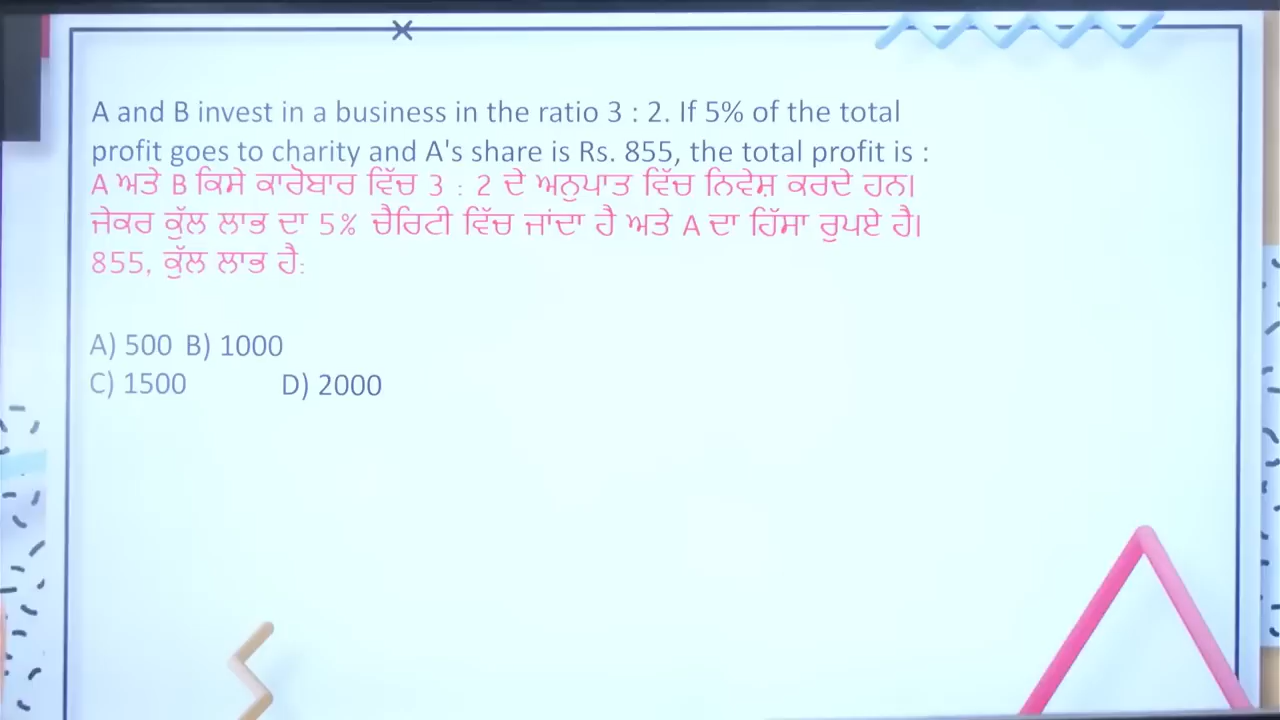 A and B invest in a business in the ratio 3 : 2. If 5% of the total
profit goes to charity and A's share is Rs. 855, the total profit is :
A ਅਤੇ B ਕਿਸੇ ਕਾਰੋਬਾਰ ਵਿੱਚ 3 : 2 ਦੇ ਅਨੁਪਾਤ ਵਿੱਚ ਨਿਵੇਸ਼ ਕਰਦੇ ਹਨ।
ਜੇਕਰ ਕੁੱਲ ਲਾਭ ਦਾ 5% ਚੈਰਿਟੀ ਵਿੱਚ ਜਾਂਦਾ ਹੈ ਅਤੇ A ਦਾ ਹਿੱਸਾ ਰੁਪਏ ਹੈ।
855, ਕੁੱਲ ਲਾਭ ਹੈ:
A) 500 B) 1000
C) 1500 D) 2000